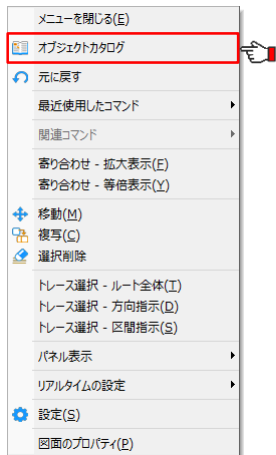 メニューを閉じる(E)
オブジェクトカタログ
元に戻す
最近使用したコマンド
関連コマンド
寄り合わせ - 拡大表示(F)
寄り合わせ - 等倍表示(Y)
移動(M)
複写(C)
選択削除
トレース選択 - ルート全体(T)
トレース選択 - 方向指示(D)
トレース選択 - 区間指示(S)
パネル表示
リアルタイムの設定
設定(S)
図面のプロパティ(P)